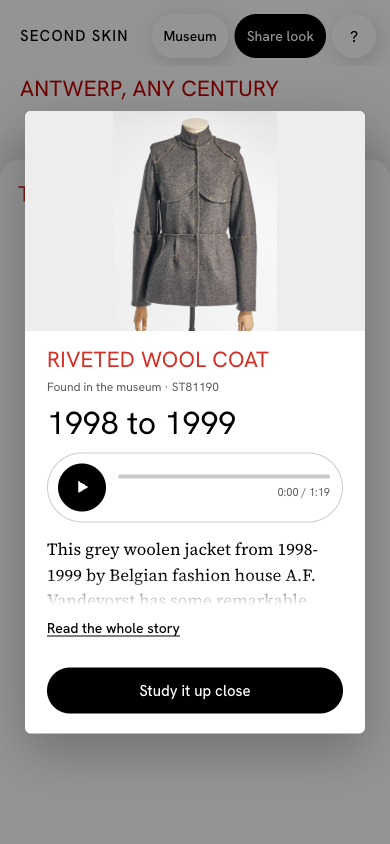 SECOND SKIN
Museum
Share look
?
ANTWERP, ANY CENTURY
T
RIVETED WOOL COAT
Found in the museum · ST81190
1998 to 1999
0:00 / 1:19
This grey woolen jacket from 1998-
1999 by Belgian fashion house A.F.
Vandevorst has some remarkable
Read the whole story
Study it up close